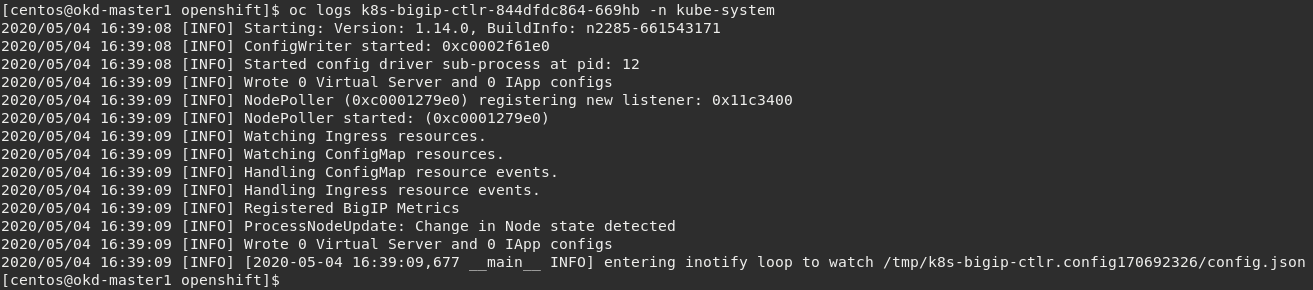 [centos@okd-master1 openshift]$ oc logs k8s-bigip-ctlr-844dfdc864-669hb -n kube-system
2020/05/04 16:39:08 [INFO] Starting: Version: 1.14.0, BuildInfo: n2285-661543171
2020/05/04 16:39:08 [INFO] ConfigWriter started: 0xc0002f61e0
2020/05/04 16:39:08 [INFO] Started config driver sub-process at pid: 12
2020/05/04 16:39:09 [INFO] Wrote 0 Virtual Server and 0 IApp configs
2020/05/04 16:39:09 [INFO] NodePoller (0xc0001279e0) registering new listener: 0x11c3400
2020/05/04 16:39:09 [INFO] NodePoller started: (0xc0001279e0)
2020/05/04 16:39:09 [INFO] Watching Ingress resources.
2020/05/04 16:39:09 [INFO] Watching ConfigMap resources.
2020/05/04 16:39:09 [INFO] Handling ConfigMap resource events.
2020/05/04 16:39:09 [INFO] Handling Ingress resource events.
2020/05/04 16:39:09 [INFO] Registered BigIP Metrics
2020/05/04 16:39:09 [INFO] ProcessNodeUpdate: Change in Node state detected
2020/05/04 16:39:09 [INFO] Wrote 0 Virtual Server and 0 IApp configs
2020/05/04 16:39:09 [INFO] [2020-05-04 16:39:09,677 __main__ INFO] entering inotify loop to watch /tmp/k8s-bigip-ctlr.config170692326/config.json
[centos@okd-master1 openshift]$